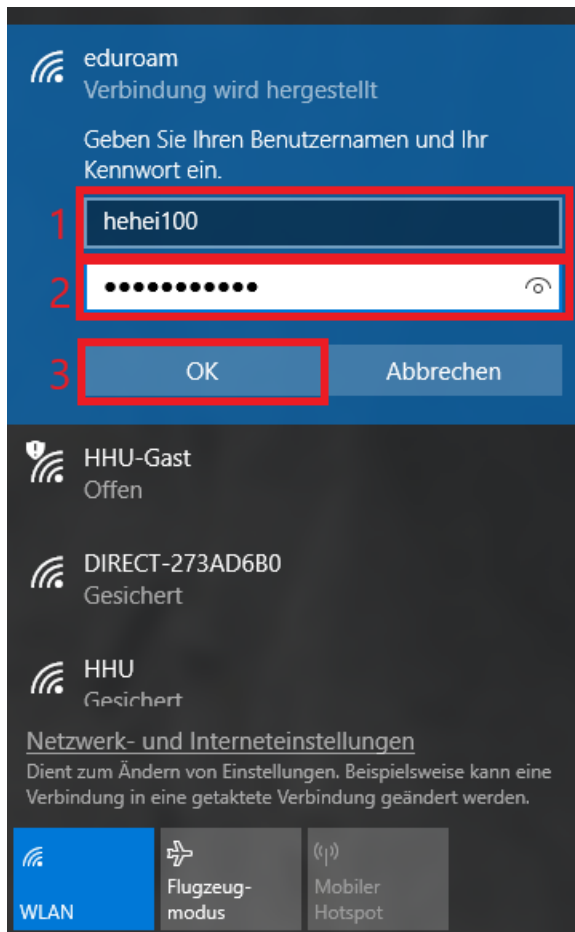 eduroam
Verbindung wird hergestellt
Geben Sie Ihren Benutzernamen und Ihr
Kennwort ein.
1 hehei100
2 ●●●●●●●●●●●
3 OK Abbrechen
HHU-Gast
Offen
DIRECT-273AD6B0
Gesichert
HHU
Gesichert
Netzwerk- und Interneteinstellungen
Dient zum Ändern von Einstellungen. Beispielsweise kann eine
Verbindung in eine getaktete Verbindung geändert werden.
WLAN
Flugzeug-
modus
Mobiler
Hotspot